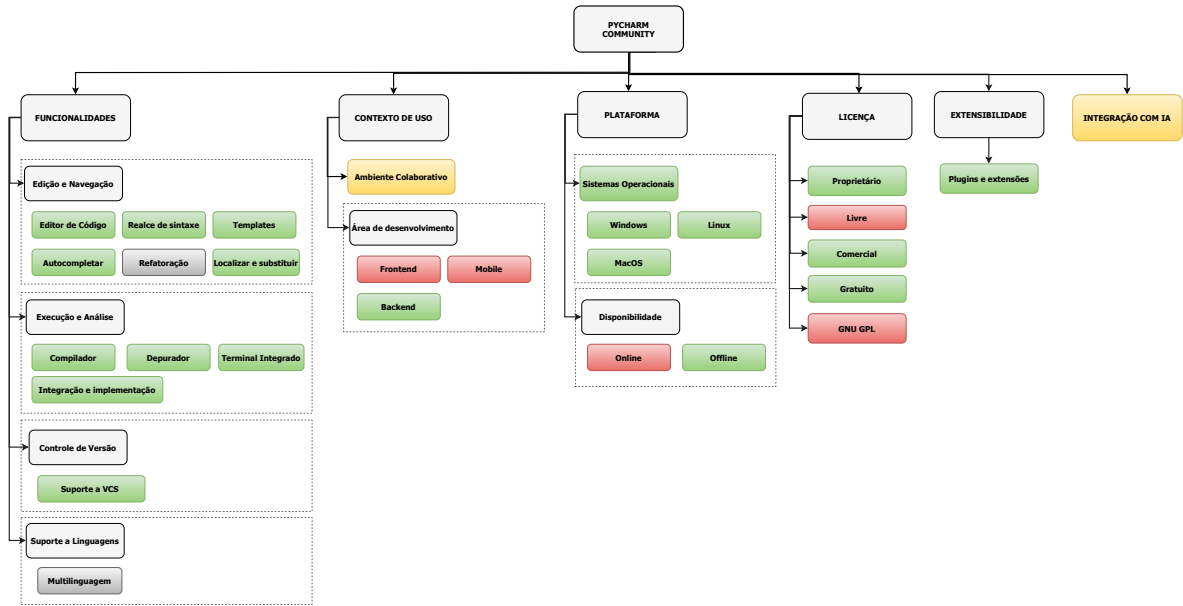 PYCHARM
COMMUNITY
FUNCIONALIDADES
CONTEXTO DE USO
PLATAFORMA
LICENÇA
EXTENSIBILIDADE
INTEGRAÇÃO COM IA
Edição e Navegação
Editor de Código
Realce de sintaxe
Templates
Autocompletar
Refatoração
Localizar e substituir
Execução e Análise
Compilador
Depurador
Terminal Integrado
Integração e implementação
Controle de Versão
Suporte a VCS
Suporte a Linguagens
Multilinguagem
Ambiente Colaborativo
Área de desenvolvimento
Frontend
Mobile
Backend
Sistemas Operacionais
Windows
Linux
MacOS
Disponibilidade
Online
Offline
Proprietário
Livre
Comercial
Gratuito
GNU GPL
Plugins e extensões